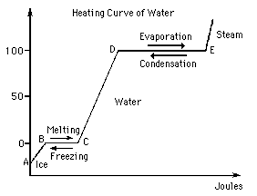 Heating Curve of Water
Evaporation
Steam
100
D
E
Condensation
50
Water
Melting
B
0
C
A
Ice
Freezing
Joules